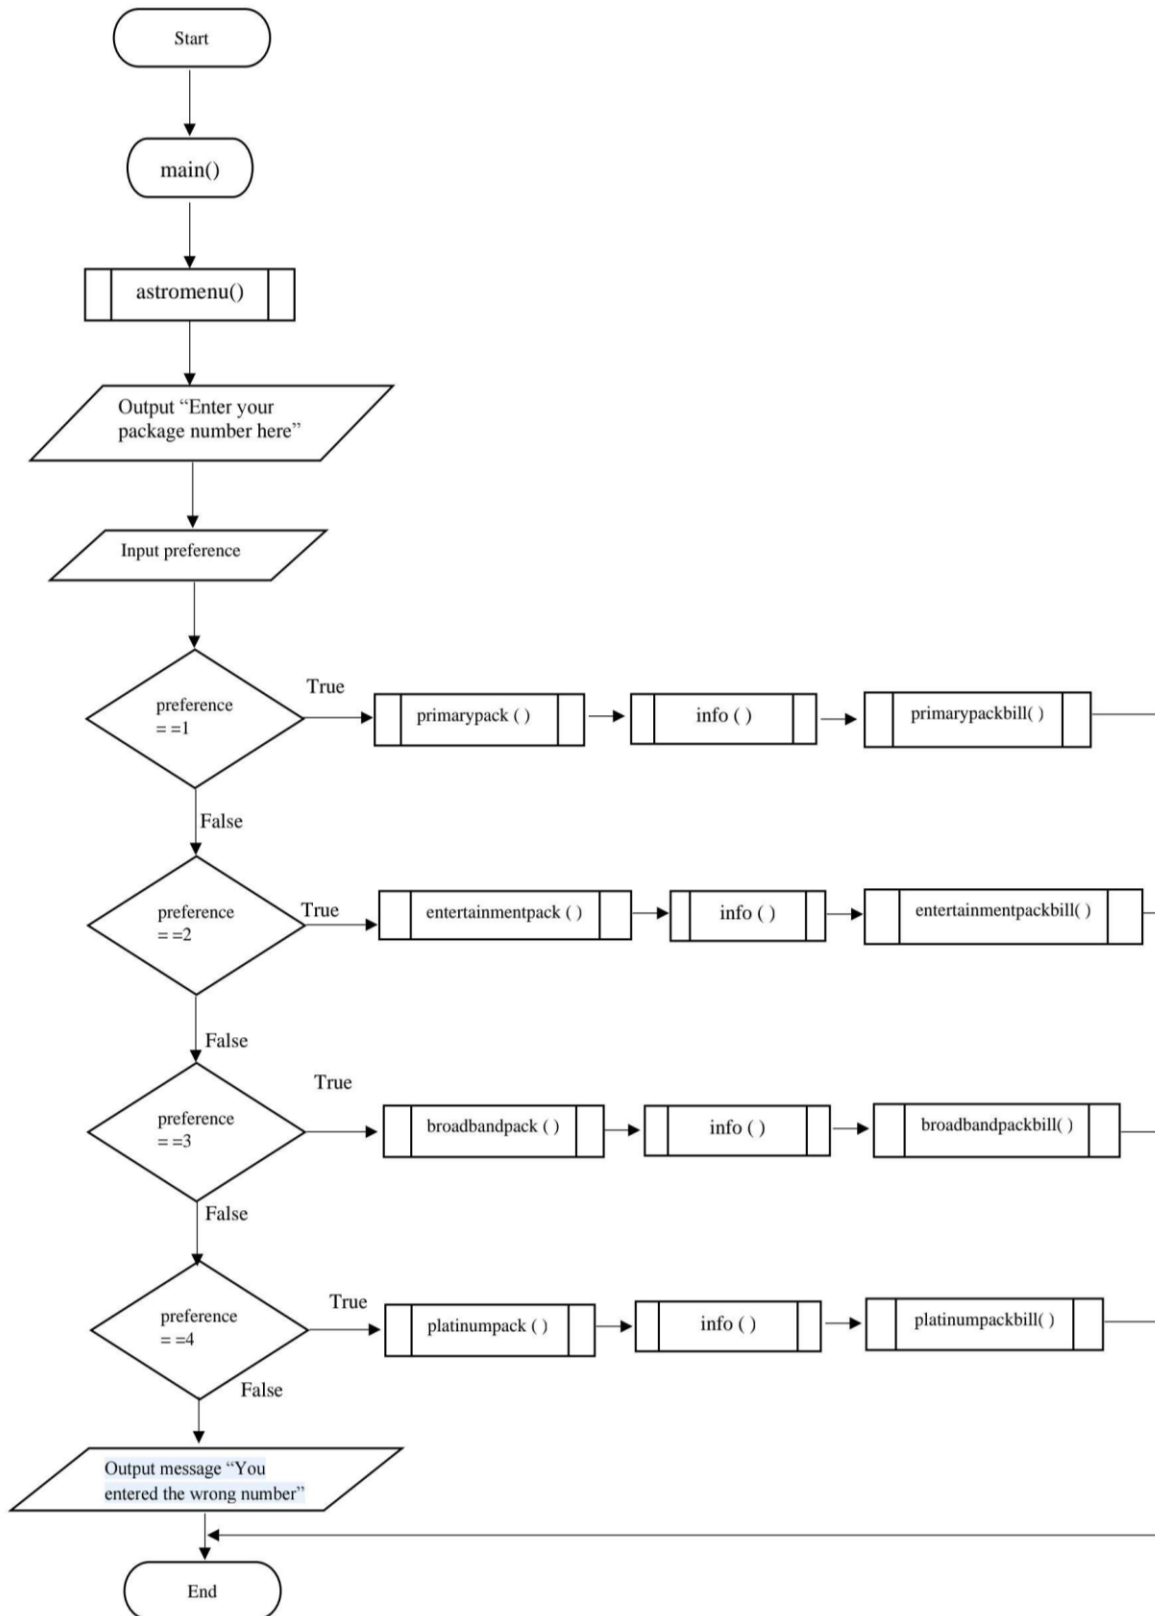 Start
main()
astromenu()
Output “Enter your
package number here”
Input preference
preference
= =1
True
primarypack ( )
info ( )
primarypackbill( )
False
preference
= =2
True
entertainmentpack ( )
info ( )
entertainmentpackbill( )
False
preference
= =3
True
broadbandpack ( )
info ( )
broadbandpackbill( )
False
preference
= =4
True
platinumpack ( )
info ( )
platinumpackbill( )
False
Output message “You
entered the wrong number”
End